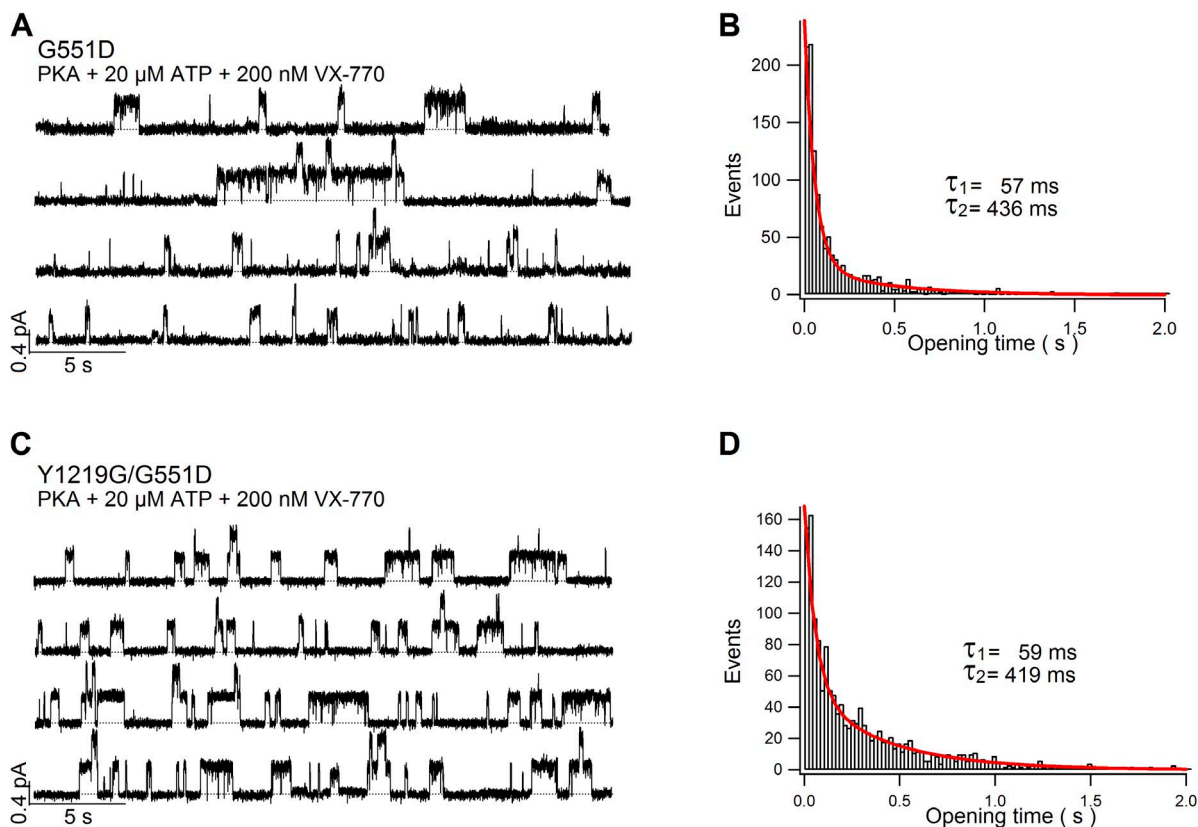 A
G551D
PKA + 20 µM ATP + 200 nM VX-770
0.4 pA
5 s
B
Events
200
150
100
50
0
τ1= 57 ms
τ2= 436 ms
0.0 0.5 1.0 1.5 2.0
Opening time ( s )
C
Y1219G/G551D
PKA + 20 µM ATP + 200 nM VX-770
0.4 pA
5 s
D
Events
160
140
120
100
80
60
40
20
0
τ1= 59 ms
τ2= 419 ms
0.0 0.5 1.0 1.5 2.0
Opening time ( s )